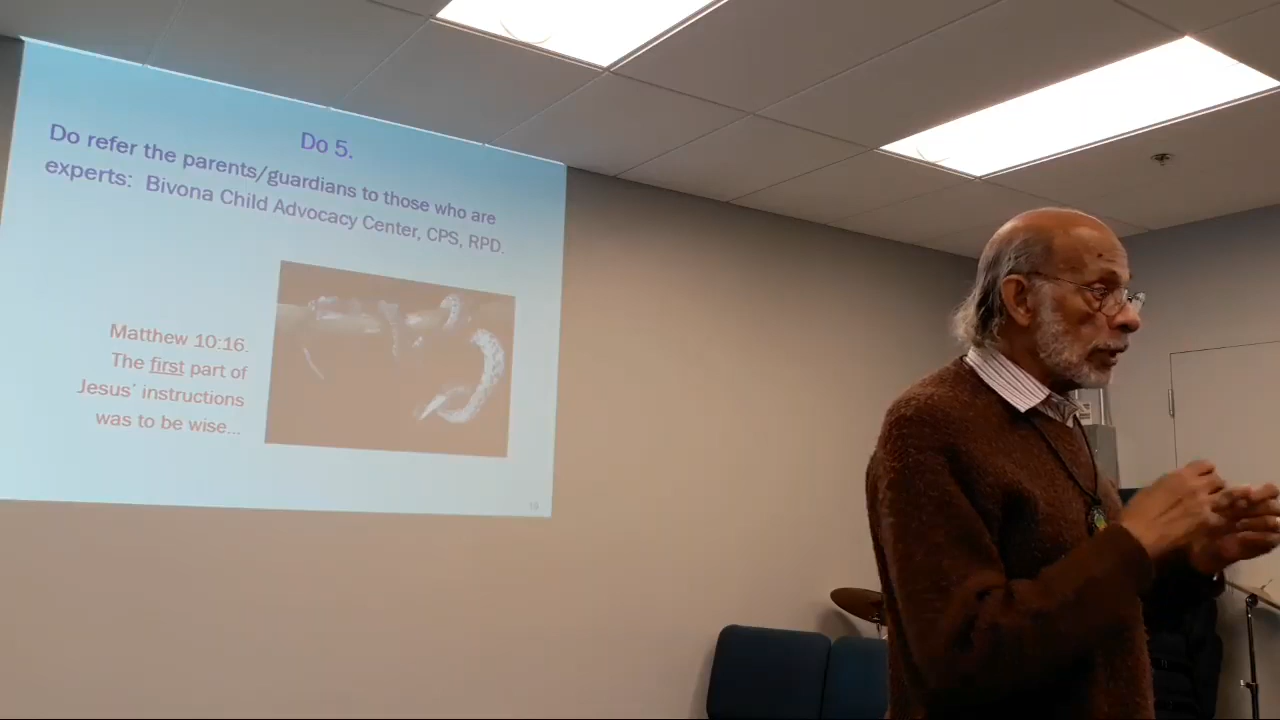 Do 5.
Do refer the parents/guardians to those who are
experts: Bivona Child Advocacy Center, CPS, RPD.
Matthew 10:16.
The first part of
Jesus' instructions
was to be wise...